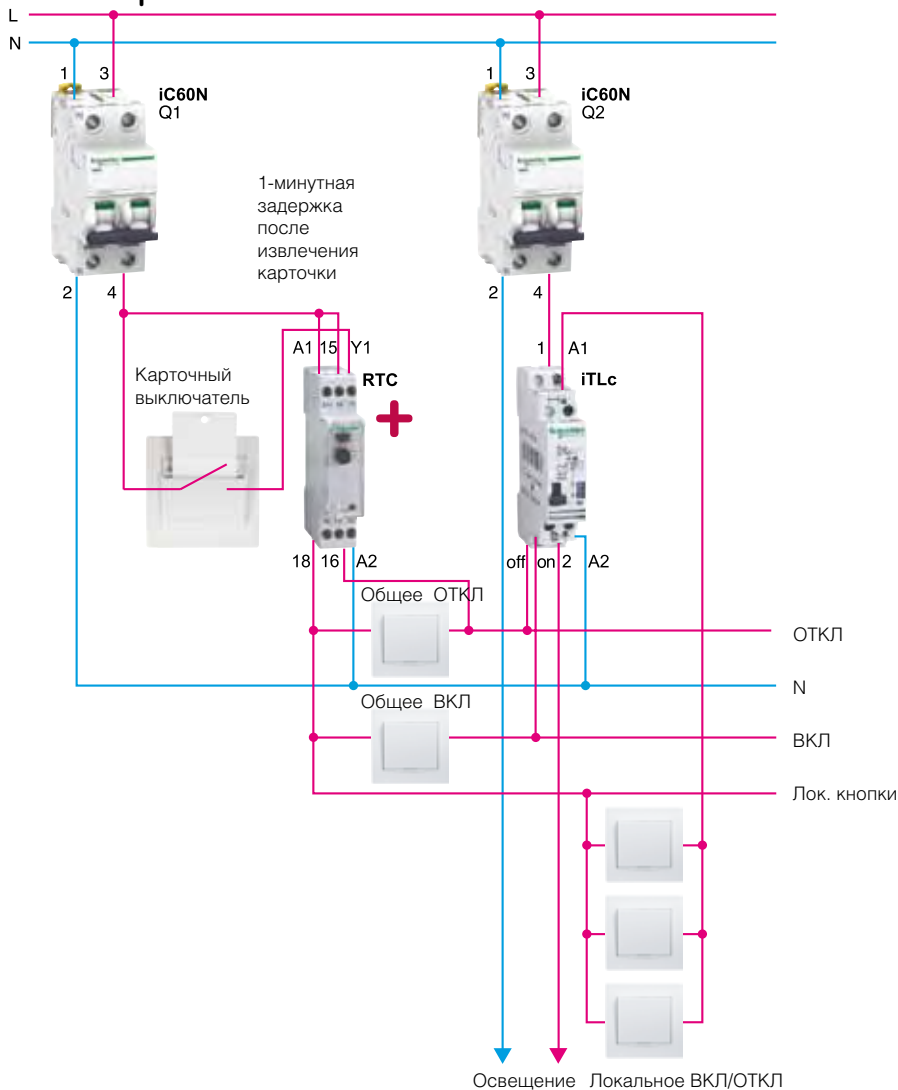 L
N
1
3
iC60N
Q1
1
3
iC60N
Q2
1-минутная
задержка
после
извлечения
карточки
2
4
2
4
A1 15 Y1
RTC
1
A1
iTLc
Карточный
выключатель
18 16 A2
off on 2 A2
Общее ОТКЛ
ОТКЛ
N
Общее ВКЛ
ВКЛ
Лок. кнопки
Освещение
Локальное ВКЛ/ОТКЛ